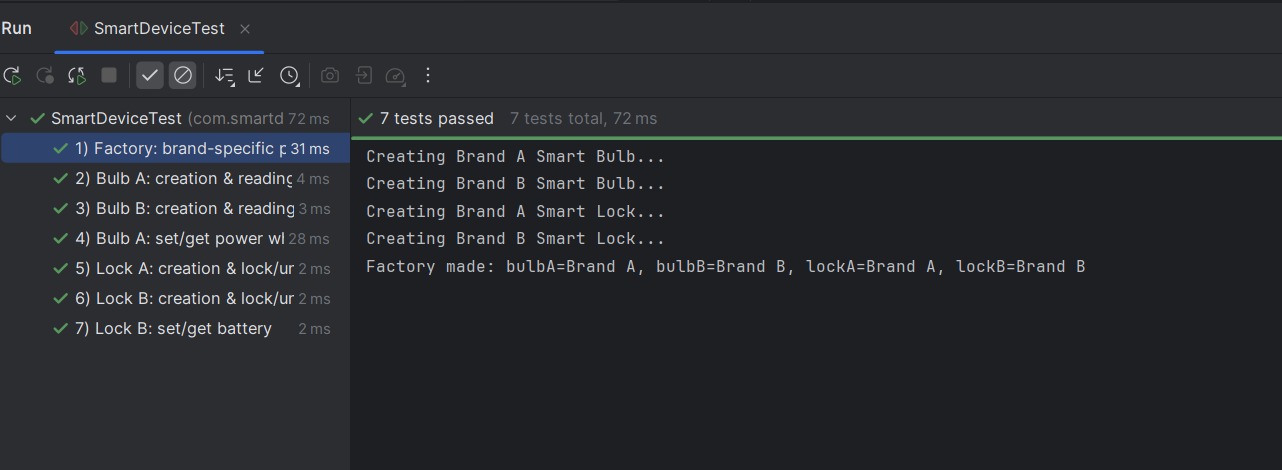 Run SmartDeviceTest
SmartDeviceTest (com.smartd 72 ms
7 tests passed 7 tests total, 72 ms
1) Factory: brand-specific p 31 ms
2) Bulb A: creation & reading 4 ms
3) Bulb B: creation & reading 3 ms
4) Bulb A: set/get power wl 28 ms
5) Lock A: creation & lock/ur 2 ms
6) Lock B: creation & lock/ur 2 ms
7) Lock B: set/get battery 2 ms
Creating Brand A Smart Bulb...
Creating Brand B Smart Bulb...
Creating Brand A Smart Lock...
Creating Brand B Smart Lock...
Factory made: bulbA=Brand A, bulbB=Brand B, lockA=Brand A, lockB=Brand B